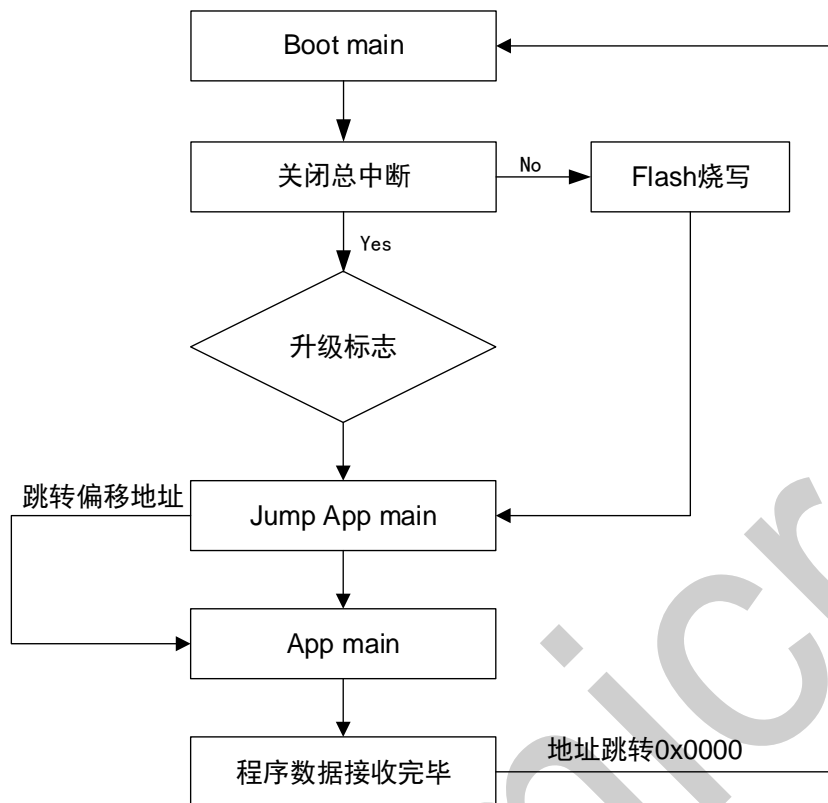 Boot main
关闭总中断
No
Flash烧写
Yes
升级标志
跳转偏移地址
Jump App main
App main
程序数据接收完毕
地址跳转0x0000